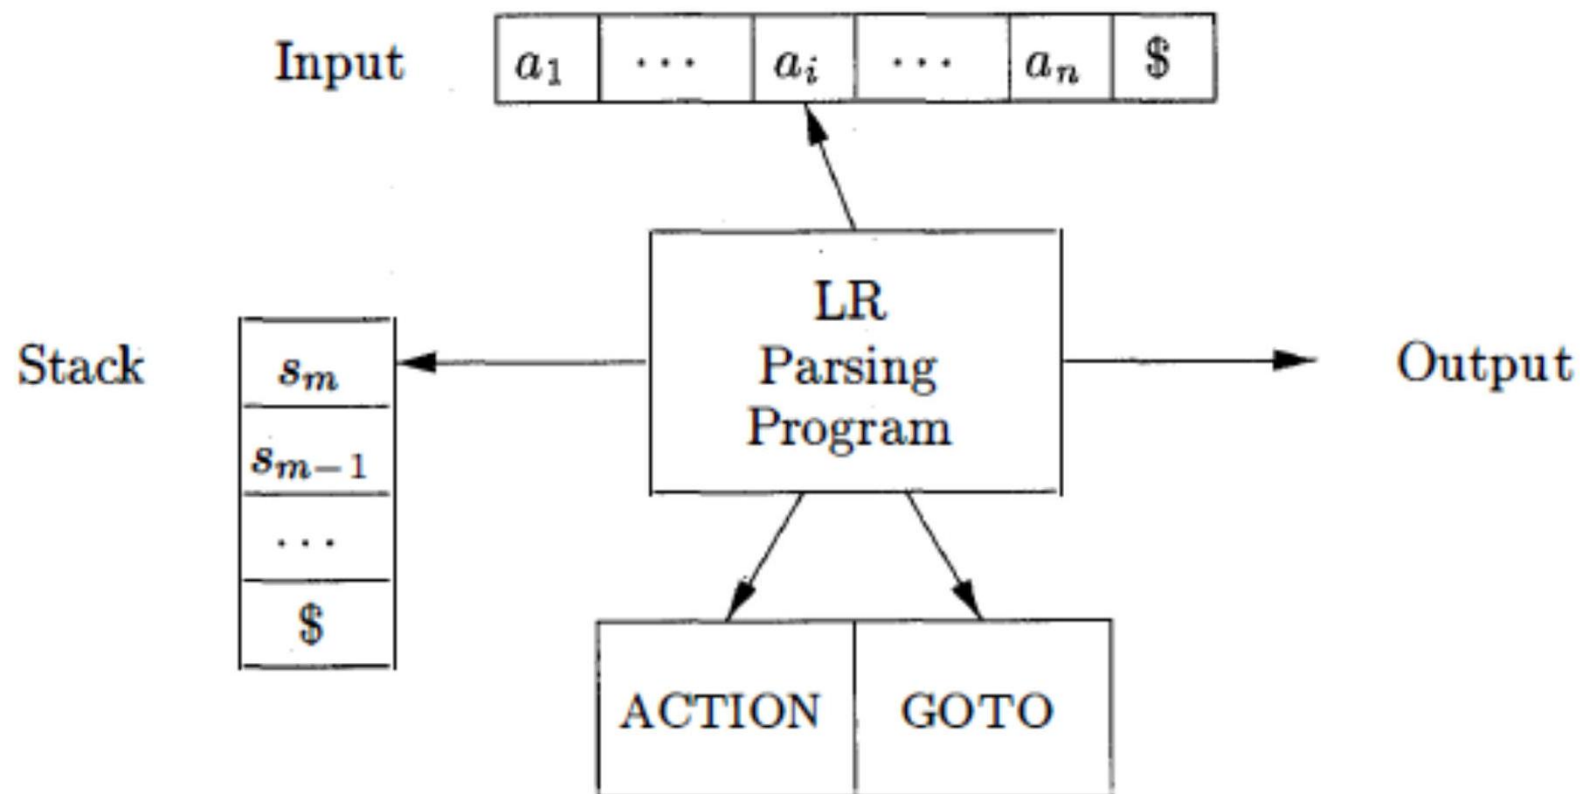 Input a₁ ··· aᵢ ··· aₙ $
LR
Parsing
Program
Stack
sₘ
sₘ₋₁
···
$
Output
ACTION GOTO